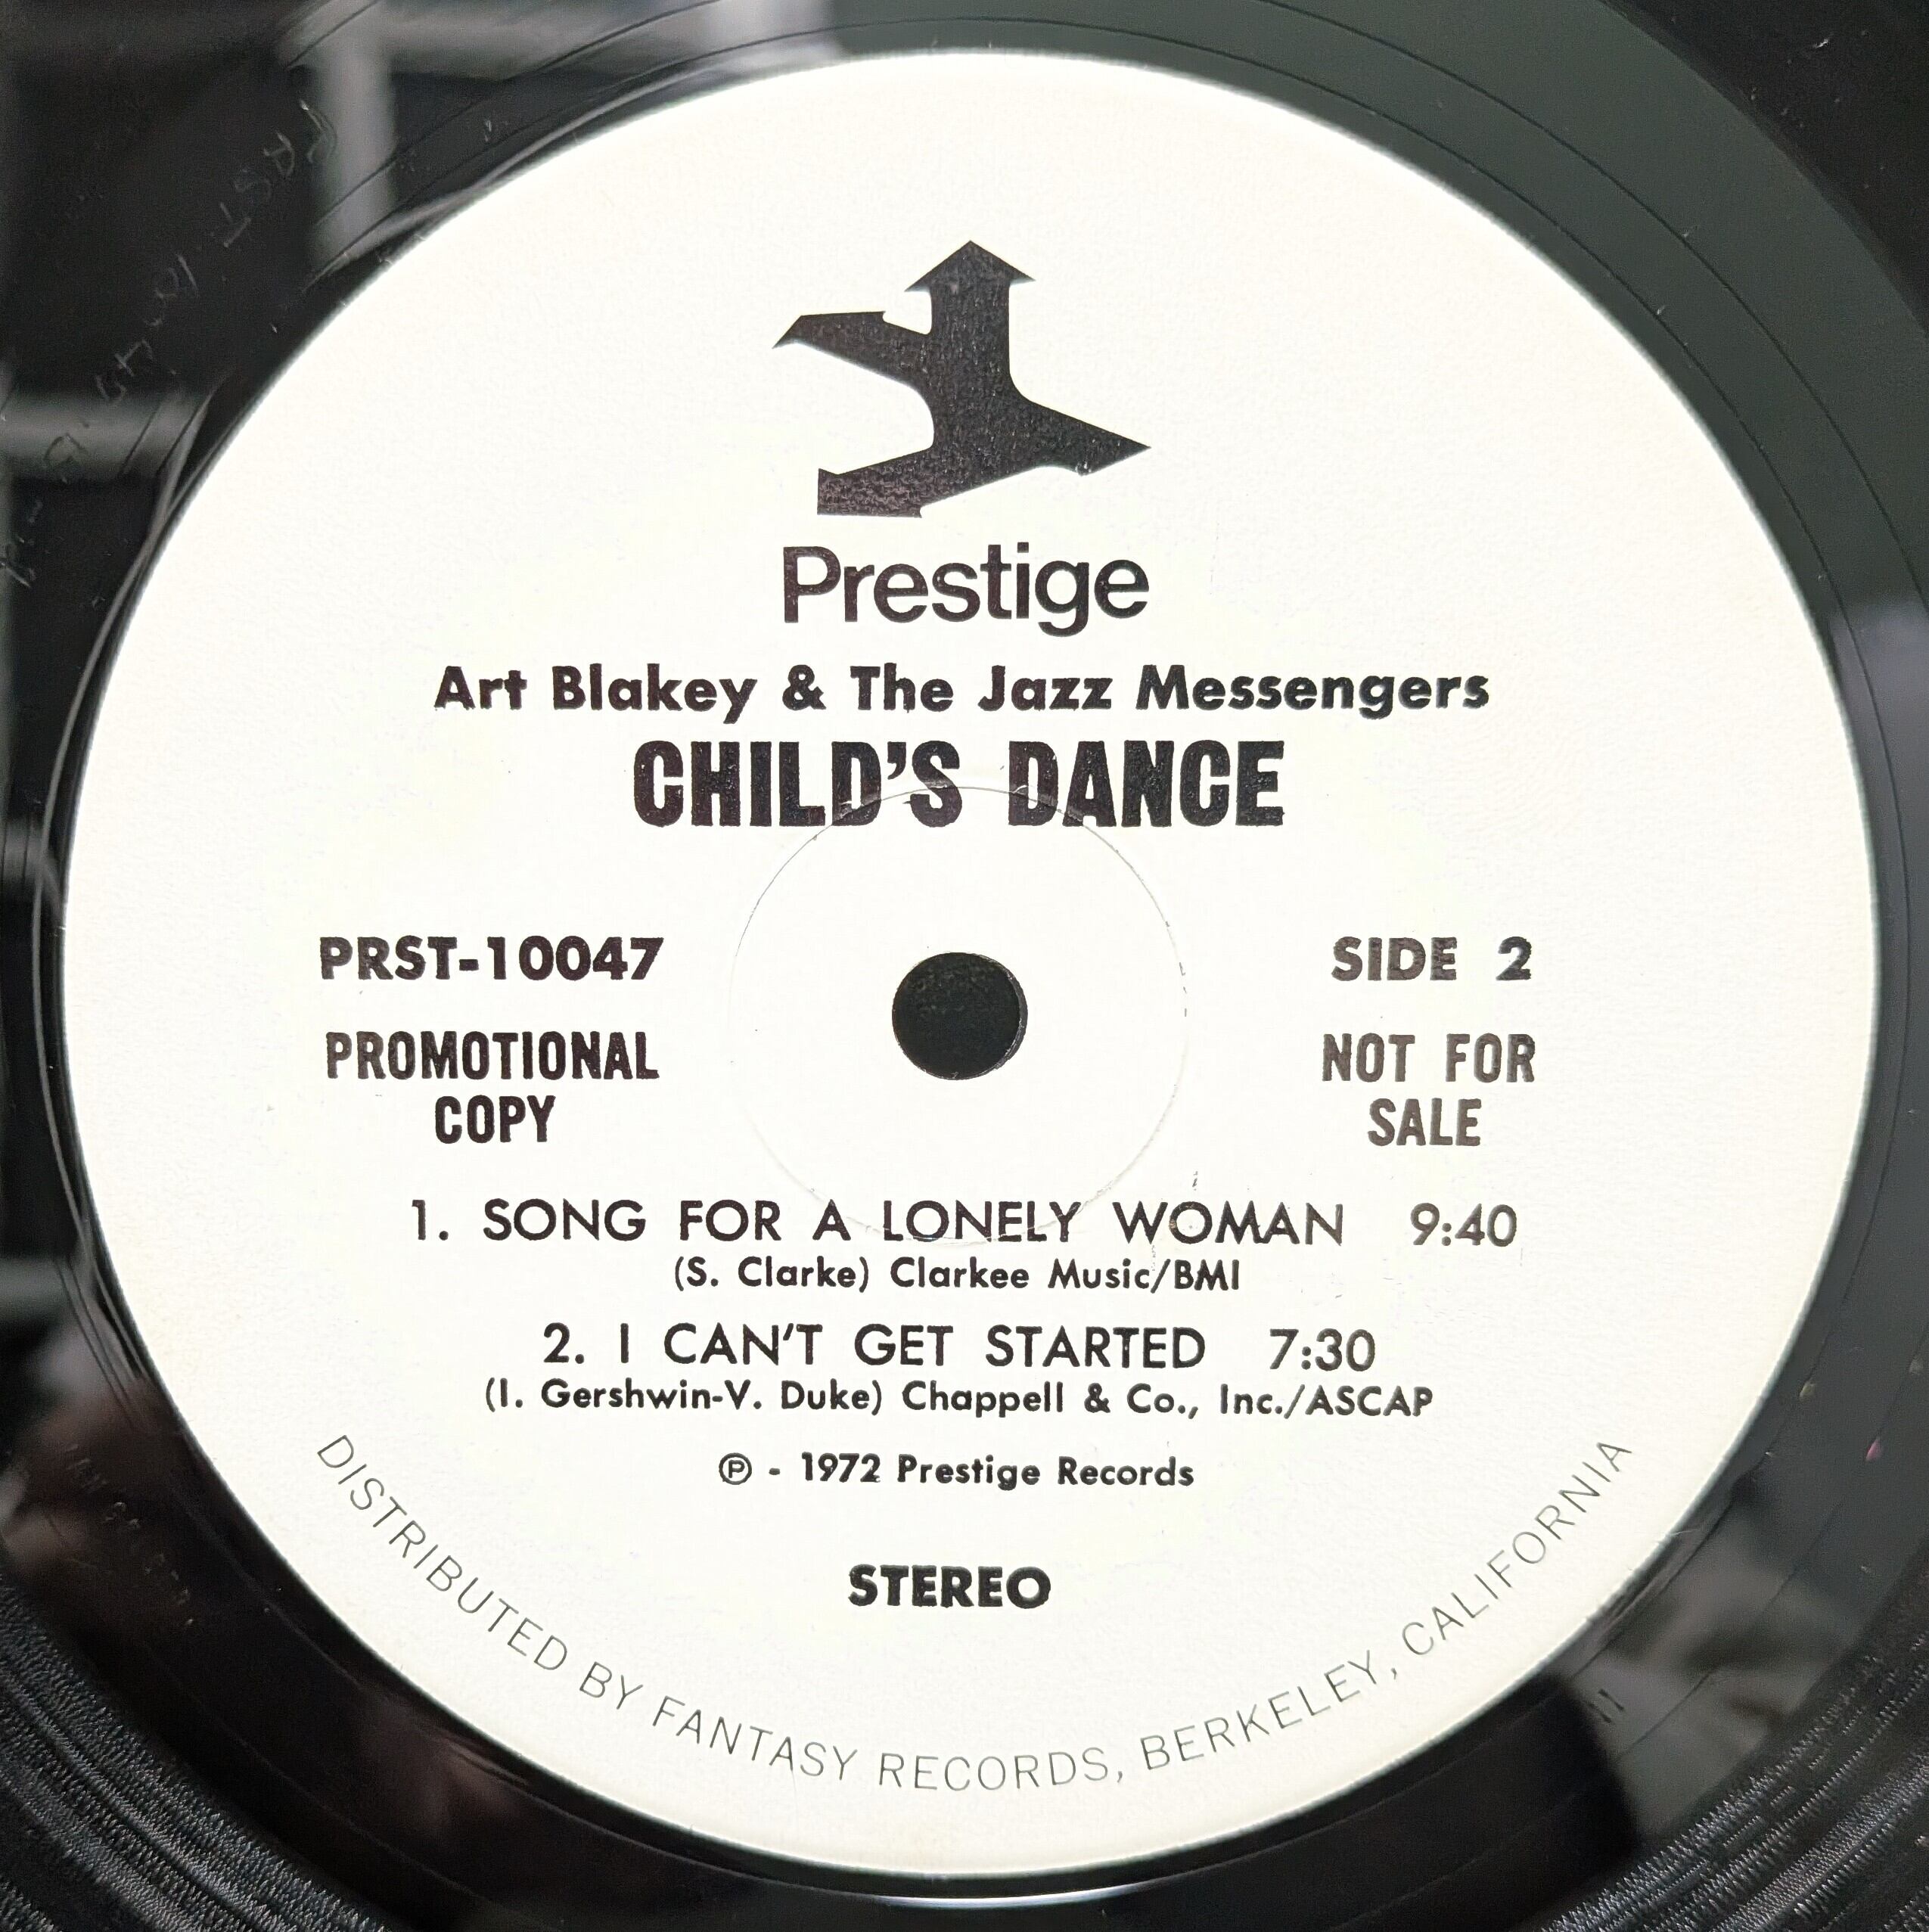 Prestige
Art Blakey & The Jazz Messengers
CHILD'S DANCE
PRST-10047
SIDE 2
PROMOTIONAL
COPY
NOT FOR
SALE
1. SONG FOR A LONELY WOMAN 9:40
(S. Clarke) Clarkee Music/BMI
2. I CAN'T GET STARTED 7:30
(I. Gershwin-V. Duke) Chappell & Co., Inc./ASCAP
℗ - 1972 Prestige Records
STEREO
DISTRIBUTED BY FANTASY RECORDS, BERKELEY, CALIFORNIA